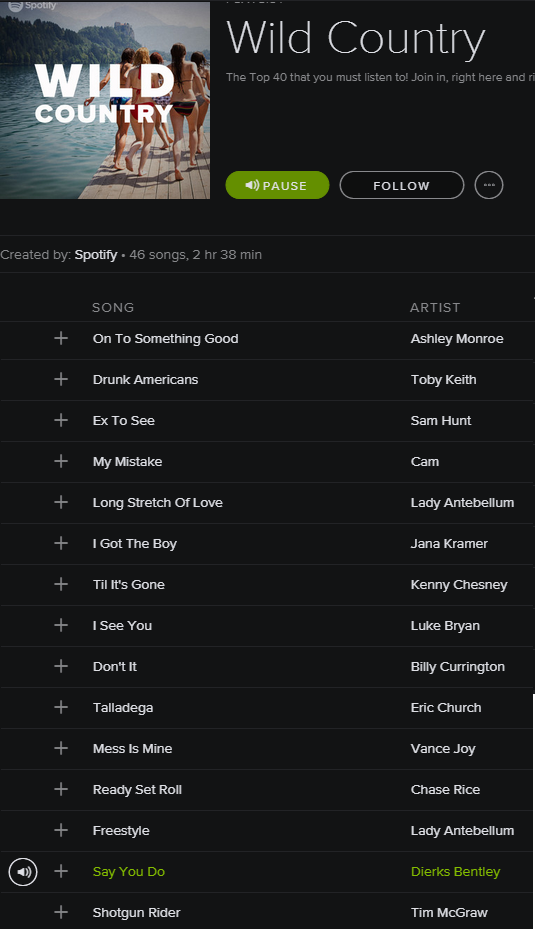 Spotify
WILD
COUNTRY
Wild Country
The Top 40 that you must listen to! Join in, right here and ri
PAUSE
FOLLOW
Created by: Spotify • 46 songs, 2 hr 38 min
SONG ARTIST
On To Something Good Ashley Monroe
Drunk Americans Toby Keith
Ex To See Sam Hunt
My Mistake Cam
Long Stretch Of Love Lady Antebellum
I Got The Boy Jana Kramer
Til It's Gone Kenny Chesney
I See You Luke Bryan
Don't It Billy Currington
Talladega Eric Church
Mess Is Mine Vance Joy
Ready Set Roll Chase Rice
Freestyle Lady Antebellum
Say You Do Dierks Bentley
Shotgun Rider Tim McGraw